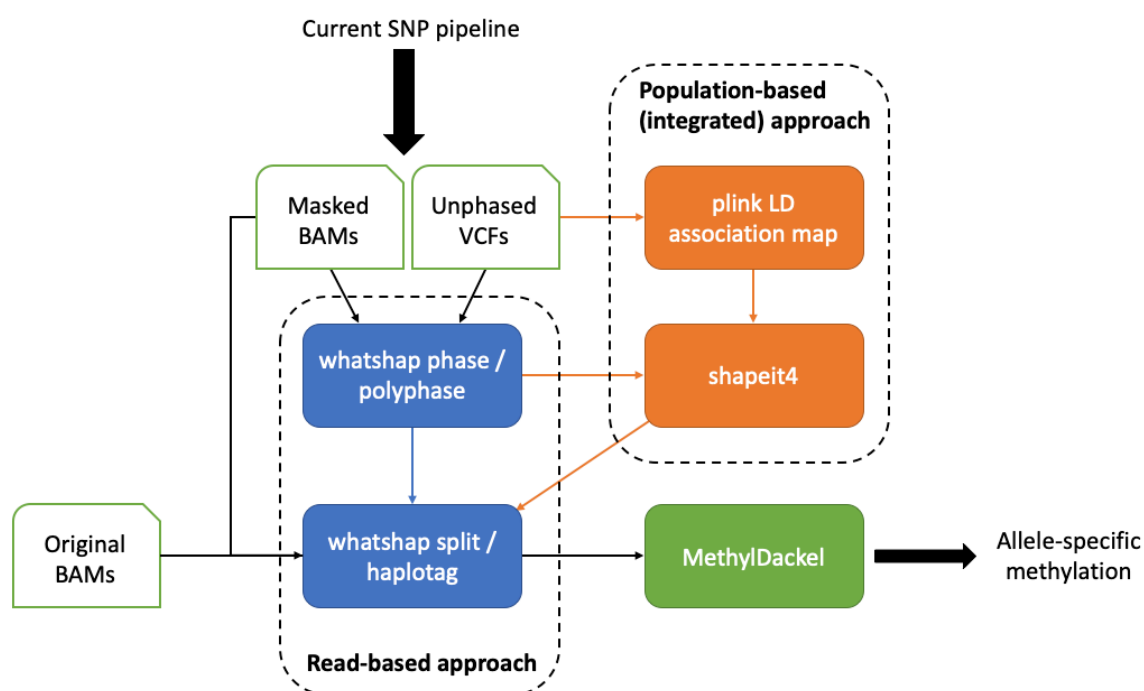 Current SNP pipeline
Population-based
(integrated) approach
Masked
BAMs
Unphased
VCFs
plink LD
association map
whatshap phase /
polyphase
shapeit4
Original
BAMs
whatshap split /
haplotag
MethylDackel
Allele-specific
methylation
Read-based approach